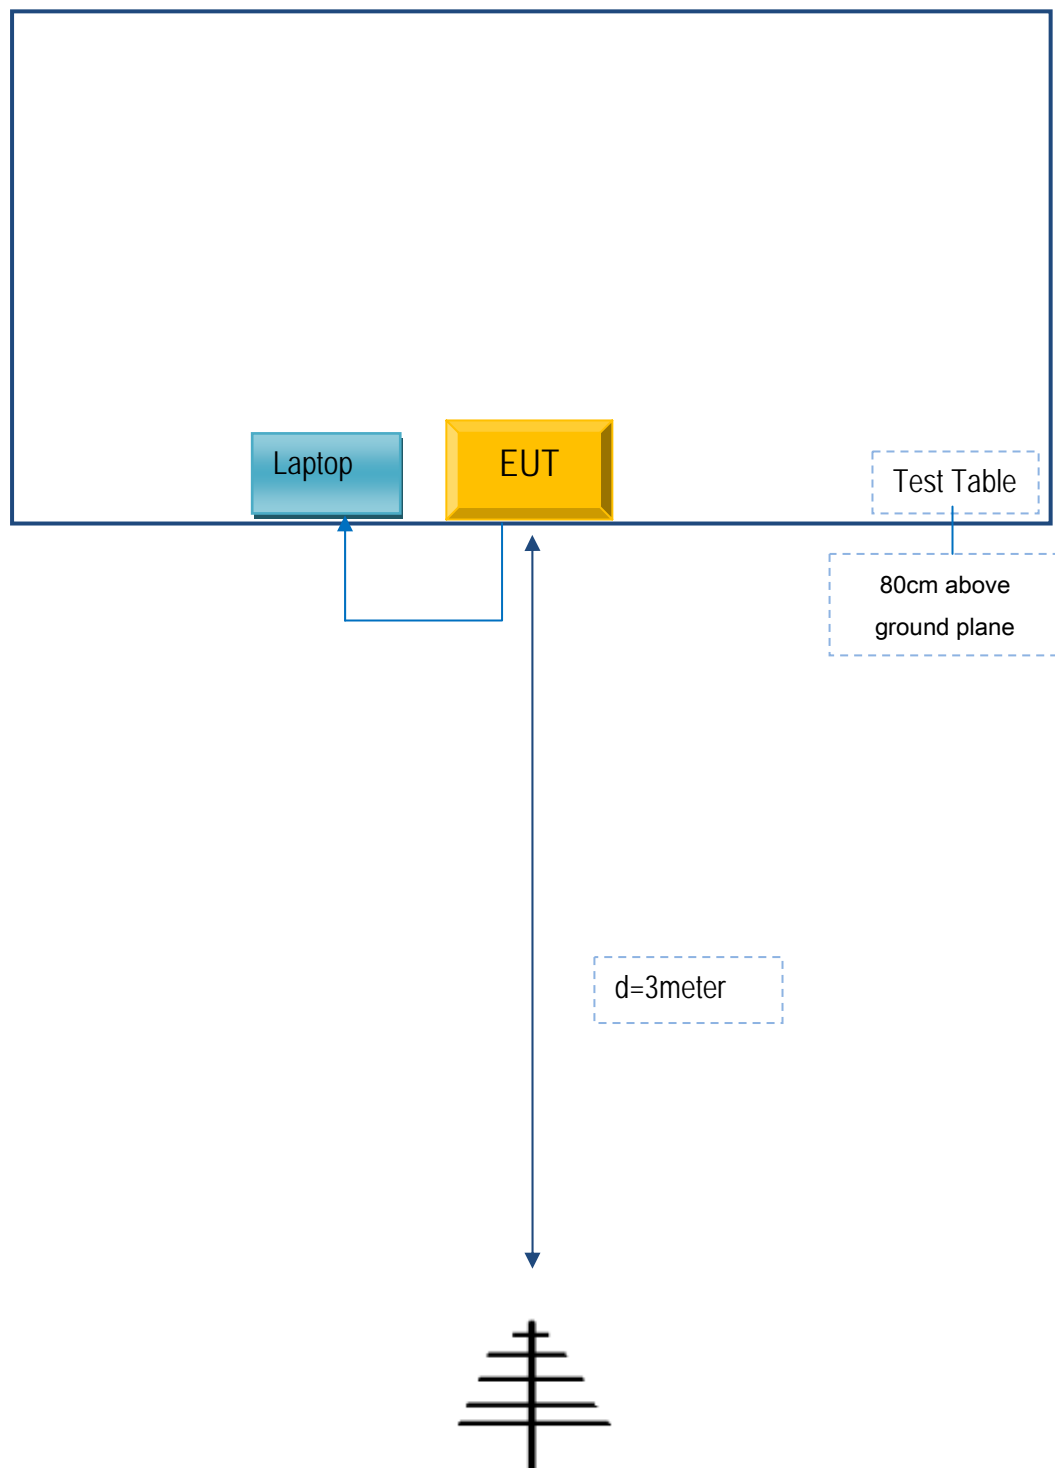 Laptop
EUT
Test Table
80cm above
ground plane
d=3meter